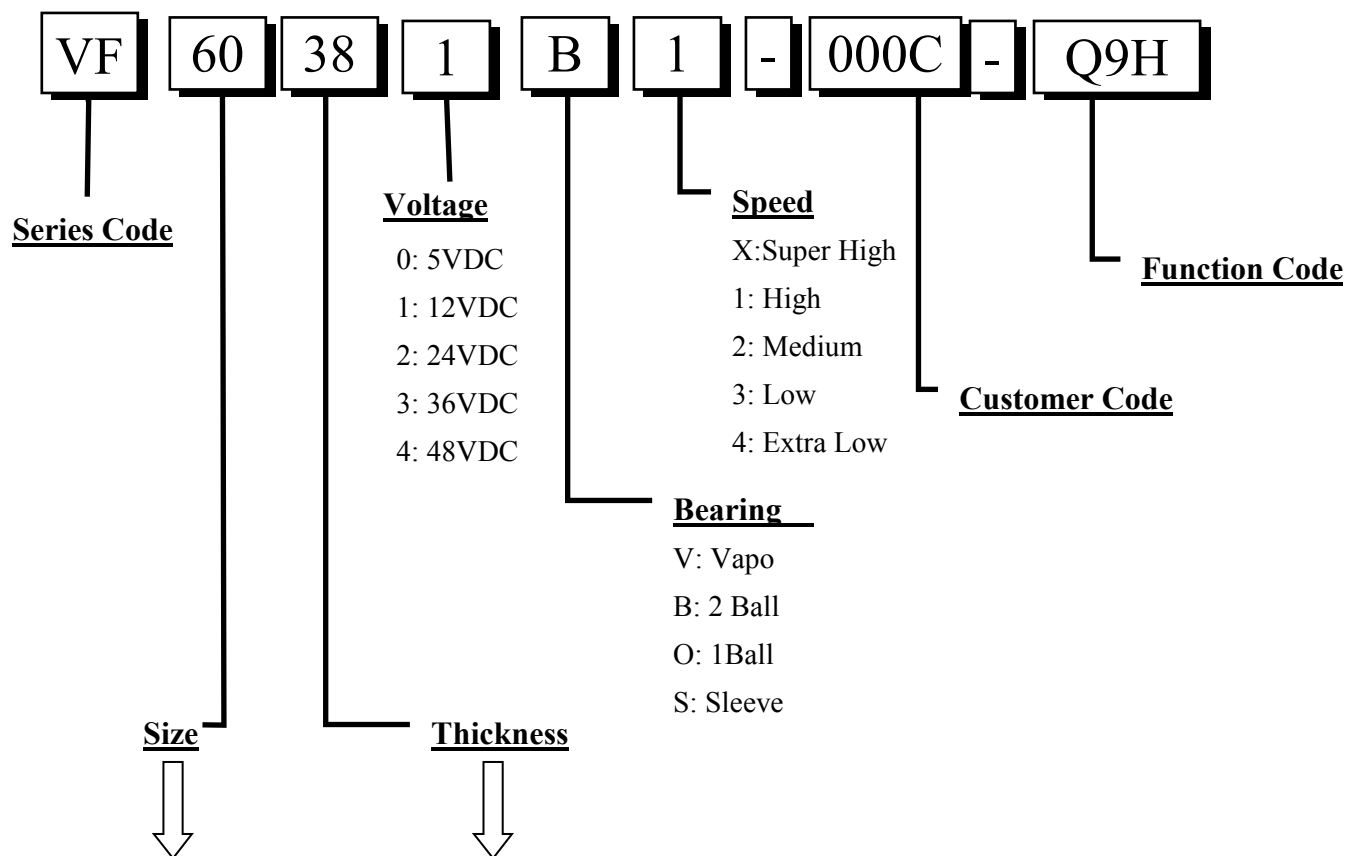 VF 60 38 1 B 1 - 000C - Q9H
Series Code
Voltage
0: 5VDC
1: 12VDC
2: 24VDC
3: 36VDC
4: 48VDC
Speed
X:Super High
1: High
2: Medium
3: Low
4: Extra Low
Function Code
Customer Code
Bearing
V: Vapo
B: 2 Ball
O: 1Ball
S: Sleeve
Size
Thickness